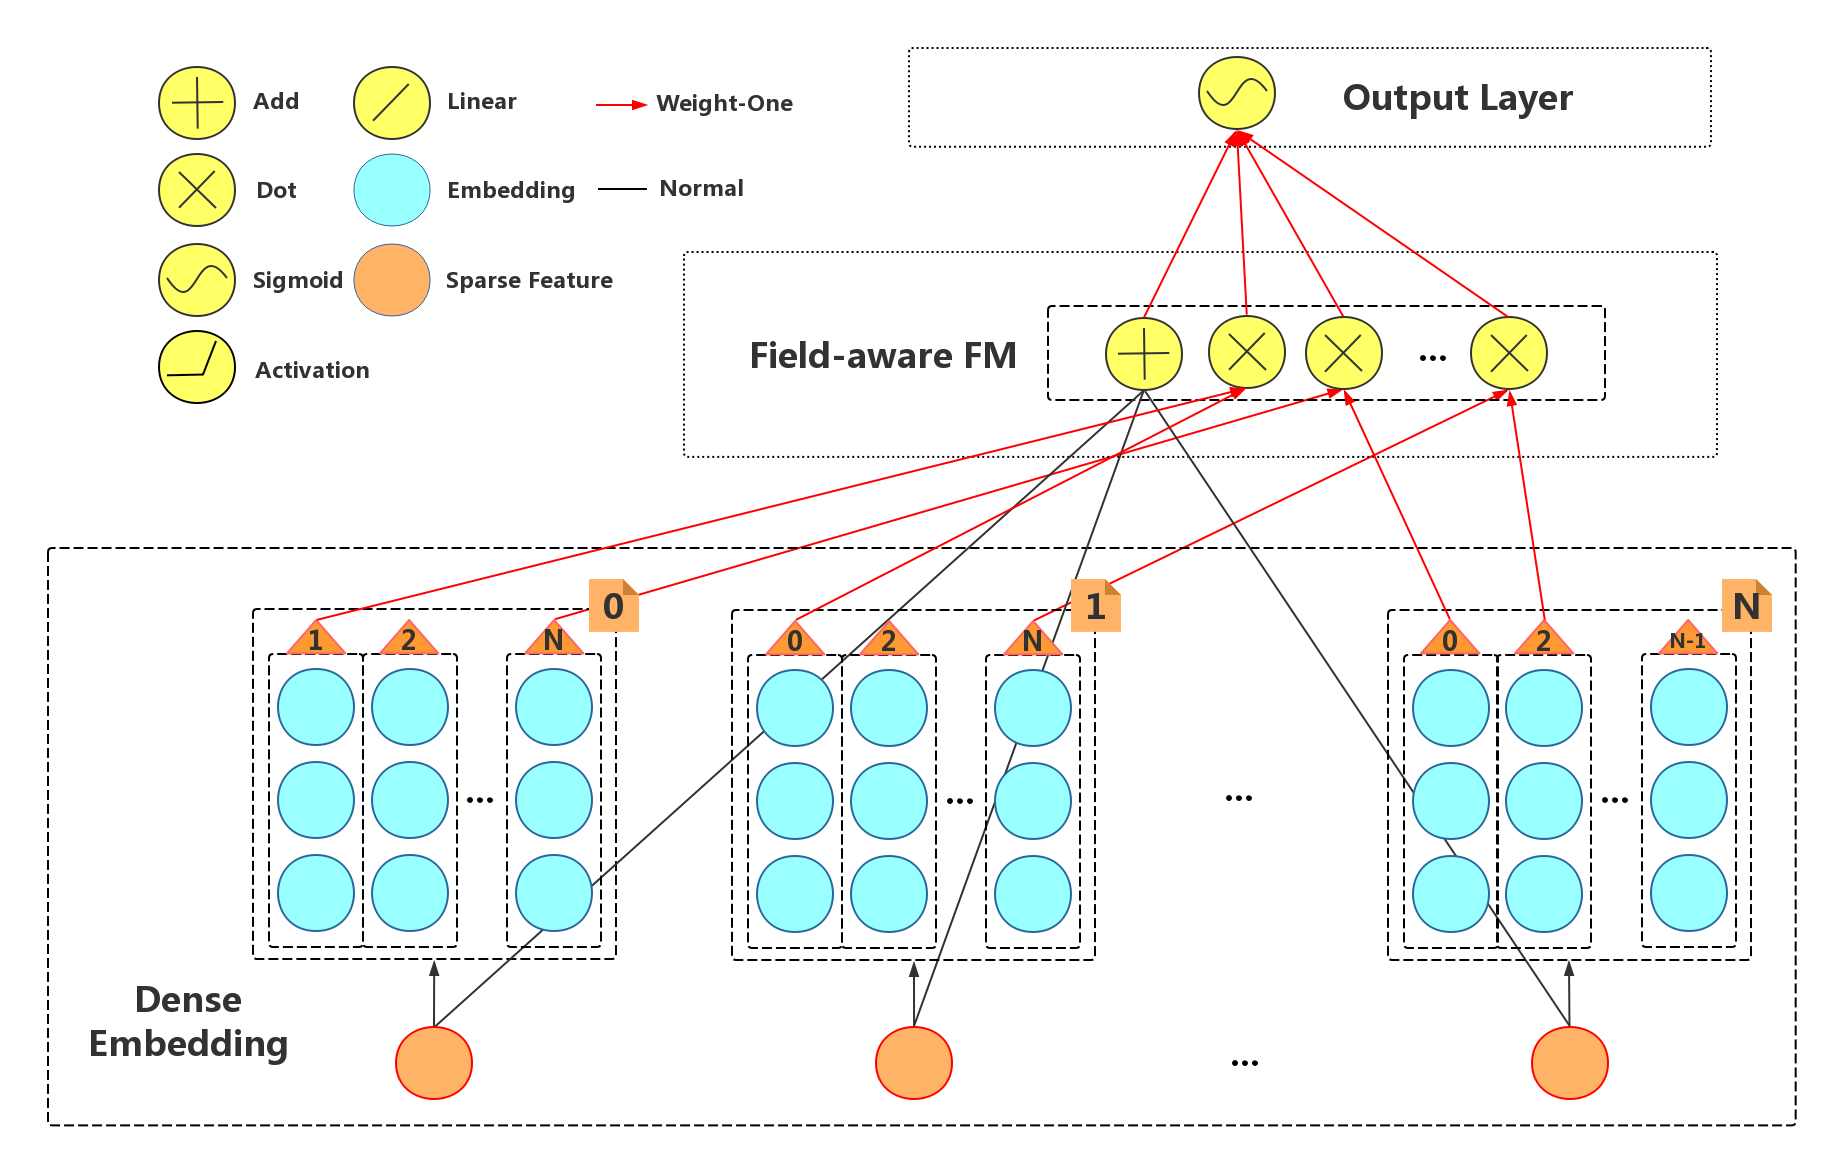 Add
Linear
Weight-One
Dot
Embedding
Normal
Sigmoid
Sparse Feature
Activation
Output Layer
Field-aware FM
...
0
1
N
1
2
N
0
2
N
0
2
N-1
...
...
...
...
Dense
Embedding
...